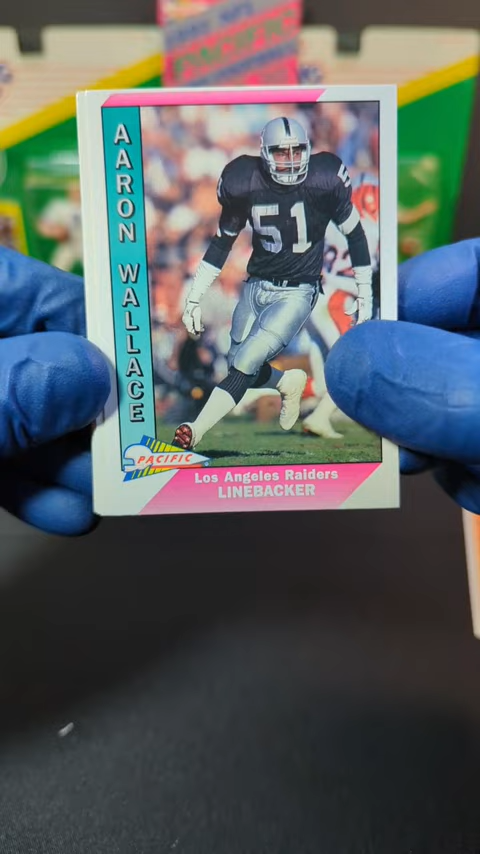 PACIFIC
AARON WALLACE
51
PACIFIC
Los Angeles Raiders
LINEBACKER